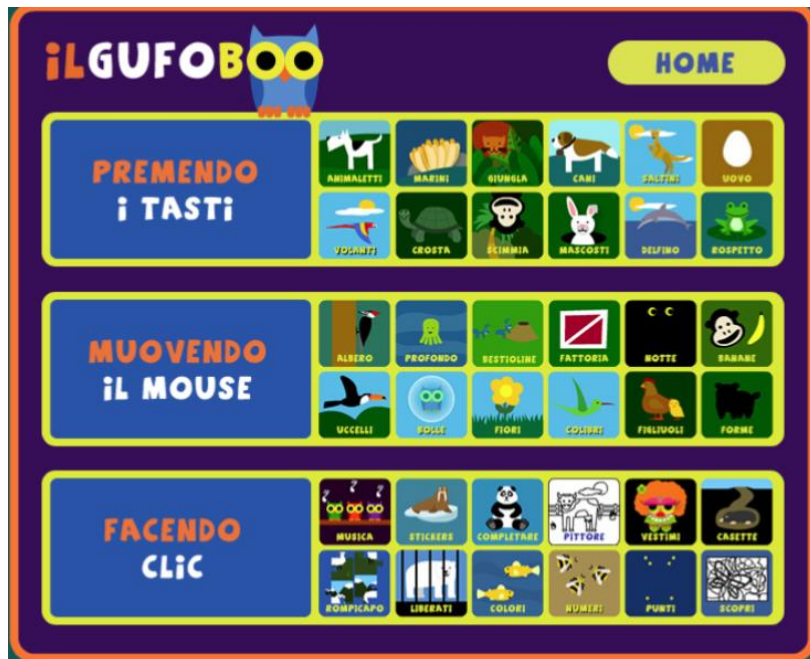 iLGUFOBOO
HOME
PREMENDO
i TASTi
ANIMALETTI MARINI GIUNGLA CANI SALTINI UOVO
VOLANTI CROSTA SCIMMIA NASCOSTI DELFINO ROSPETTO
MUOVENDO
iL MOUSE
ALBERO PROFONDO BESTIOLINE FATTORIA NOTTE BANANE
UCCELLI BOLLE FIORI COLIBRI FIGLIUOLI FORME
FACENDO
CLiC
MUSICA STICKERS COMPLETARE PITTORE VESTIMI CASETTE
ROMPICAPO LIBERATI COLORI NUMERI PUNTI SCOPRI